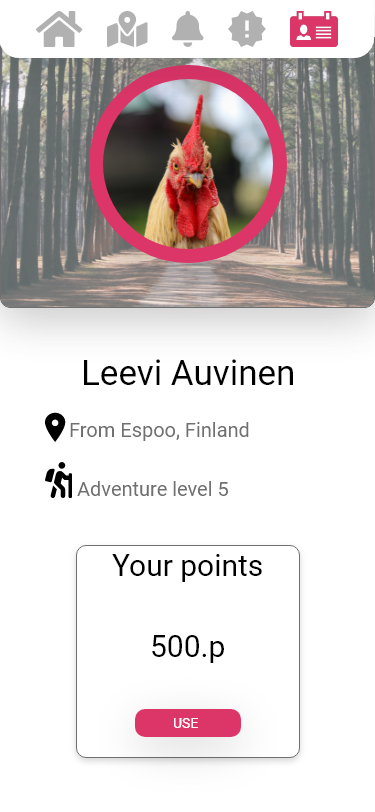 Leevi Auvinen
From Espoo, Finland
Adventure level 5
Your points
500.p
USE